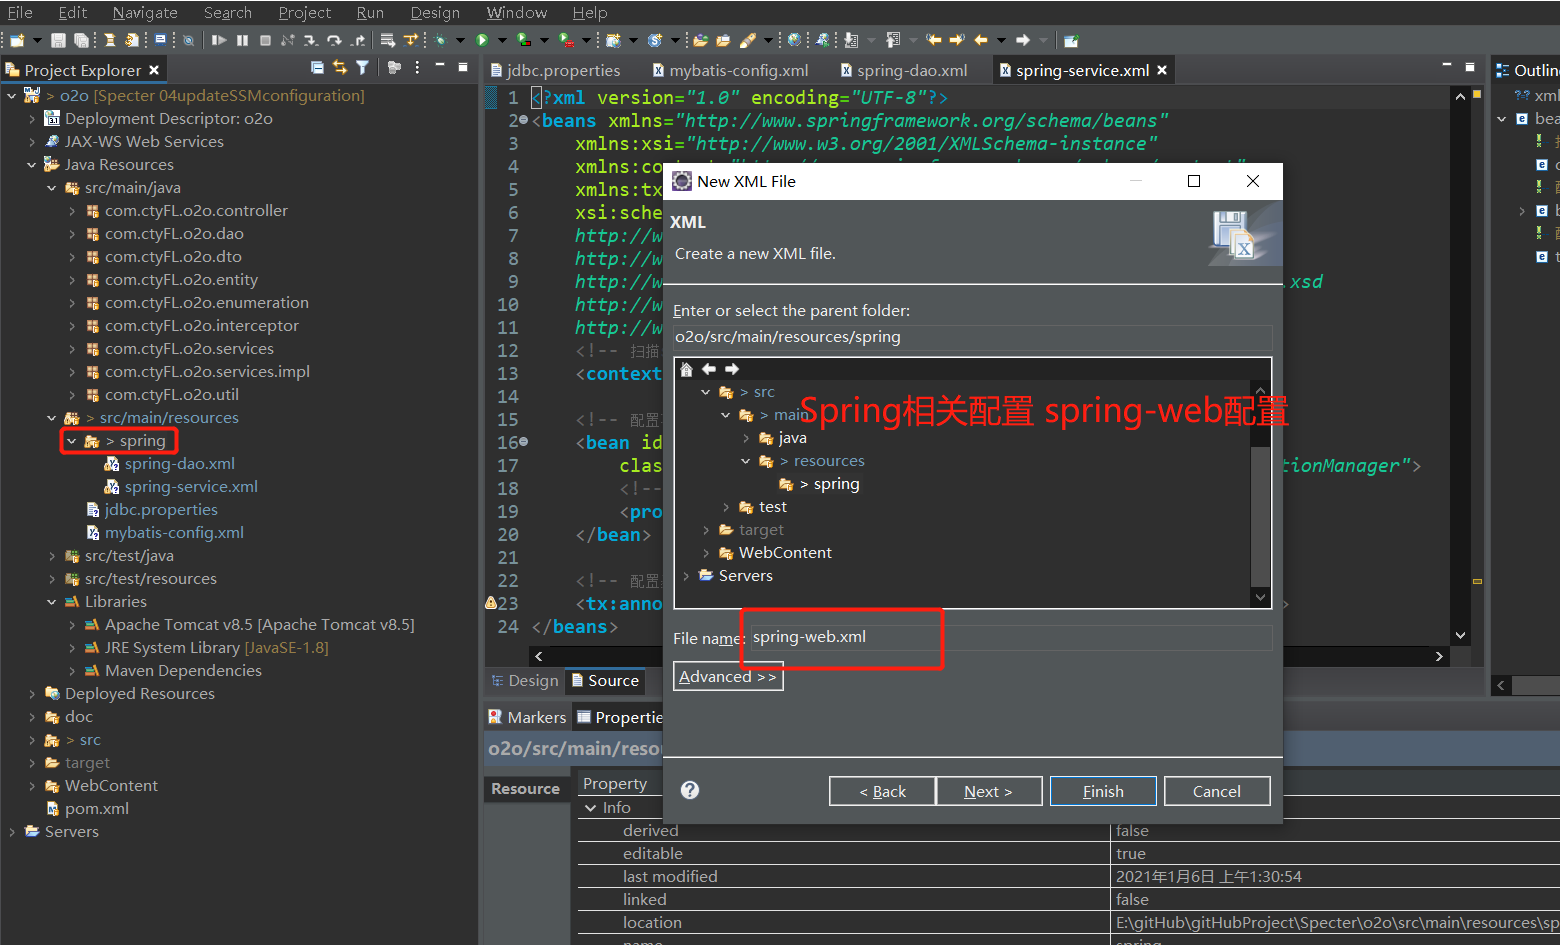 File Edit Navigate Search Project Run Design Window Help
Project Explorer
> o2o [Specter 04updateSSMconfiguration]
Deployment Descriptor: o2o
JAX-WS Web Services
Java Resources
src/main/java
com.ctyFL.o2o.controller
com.ctyFL.o2o.dao
com.ctyFL.o2o.dto
com.ctyFL.o2o.entity
com.ctyFL.o2o.enumeration
com.ctyFL.o2o.interceptor
com.ctyFL.o2o.services
com.ctyFL.o2o.services.impl
com.ctyFL.o2o.util
> src/main/resources
> spring
spring-dao.xml
spring-service.xml
jdbc.properties
mybatis-config.xml
src/test/java
src/test/resources
Libraries
Apache Tomcat v8.5 [Apache Tomcat v8.5]
JRE System Library [JavaSE-1.8]
Maven Dependencies
Deployed Resources
doc
> src
target
WebContent
pom.xml
Servers
jdbc.properties mybatis-config.xml spring-dao.xml spring-service.xml
1 <?xml version="1.0" encoding="UTF-8"?>
2 <beans xmlns="http://www.springframework.org/schema/beans"
3 xmlns:xsi="http://www.w3.org/2001/XMLSchema-instance"
4 xmlns:co
5 xmlns:tx
6 xsi:sche
7 http://w
8 http://w
9 http://w .xsd
10 http://w
11 http://w
12 <!-- 扫描
13 <context
14
15 <!-- 配置
16 <bean id
17 clas tionManager">
18 <!--
19 <pro
20 </bean>
21
22 <!-- 配置
23 <tx:anno >
24 </beans>
Design Source
New XML File
XML
Create a new XML file.
Enter or select the parent folder:
o2o/src/main/resources/spring
> src
> main
java
> resources
> spring
test
target
WebContent
Servers
Spring相关配置 spring-web配置
File name: spring-web.xml
Advanced >>
< Back Next > Finish Cancel
Outlin
xml
bea
Markers Propertie
o2o/src/main/resou
Resource
Property
Info
derived false
editable true
last modified 2021年1月6日 上午1:30:54
linked false
location E:\gitHub\gitHubProject\Specter\o2o\src\main\resources\sp